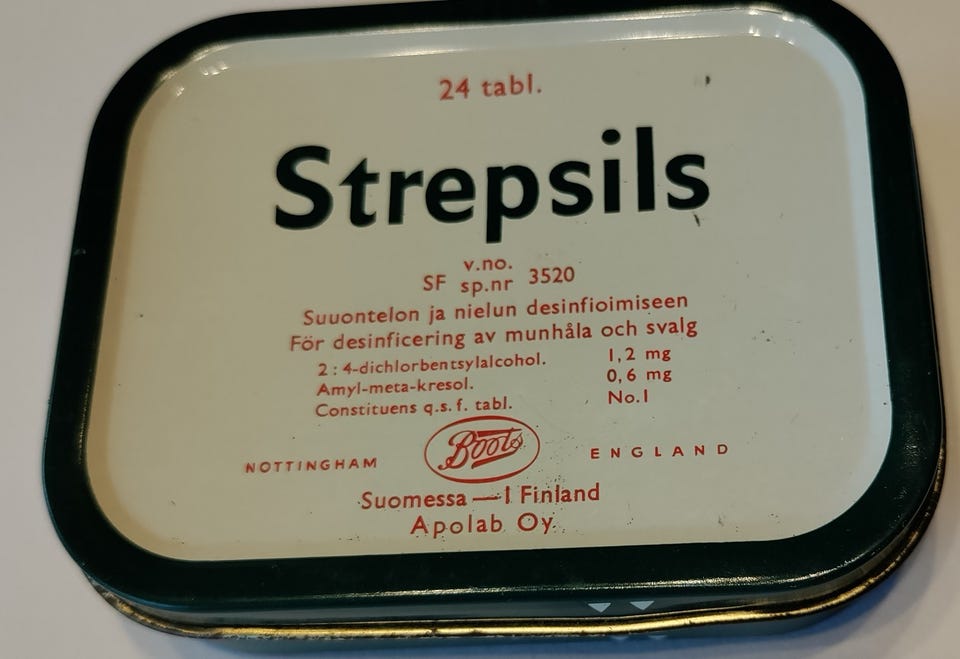 24 tabl.
Strepsils
SF v.no. 3520
sp.nr
Suuontelon ja nielun desinfioimiseen
För desinficering av munhåla och svalg
2 : 4-dichlorbentsylalcohol. 1,2 mg
Amyl-meta-kresol. 0,6 mg
Constituens q.s.f. tabl. No.1
NOTTINGHAM Boots ENGLAND
Suomessa — I Finland
Apolab Oy.